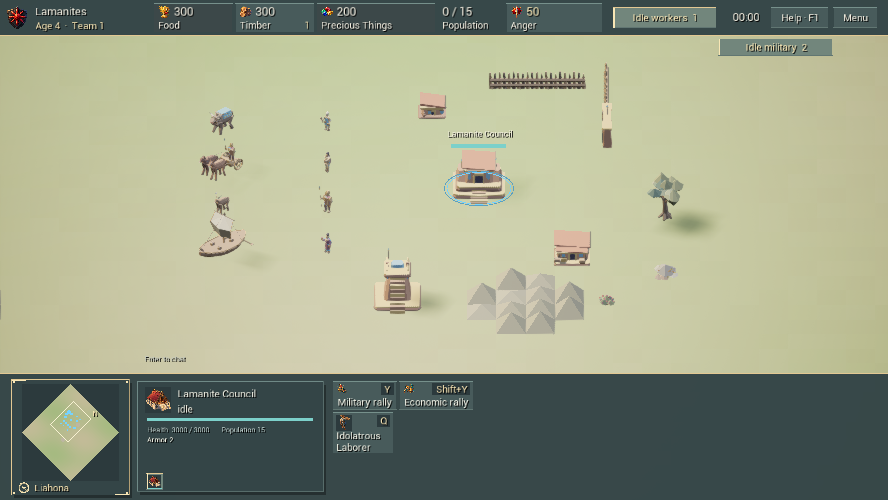 Lamanites
Age 4 · Team 1
300
Food
300
Timber 1
200
Precious Things
0 / 15
Population
50
Anger
Idle workers 1
00:00
Help · F1
Menu
Idle military 2
Lamanite Council
Enter to chat
Liahona
Lamanite Council
idle
Health 3000 / 3000 Population 15
Armor 2
Y
Military rally
Shift+Y
Economic rally
Q
Idolatrous
Laborer